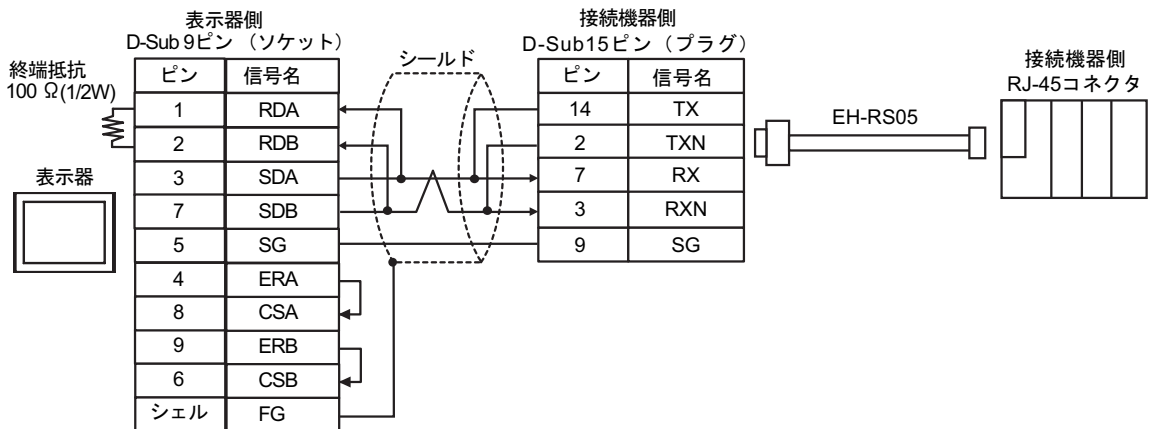 表示器側
D-Sub 9ピン （ソケット）
終端抵抗
100 Ω(1/2W)
表示器
ピン 信号名
1 RDA
2 RDB
3 SDA
7 SDB
5 SG
4 ERA
8 CSA
9 ERB
6 CSB
シェル FG
シールド
接続機器側
D-Sub15ピン（プラグ）
ピン 信号名
14 TX
2 TXN
7 RX
3 RXN
9 SG
EH-RS05
接続機器側
RJ-45コネクタ